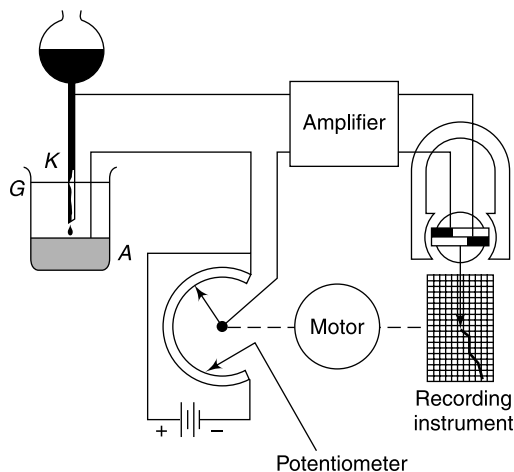 Amplifier
K
G
A
Motor
+ −
Recording
instrument
Potentiometer